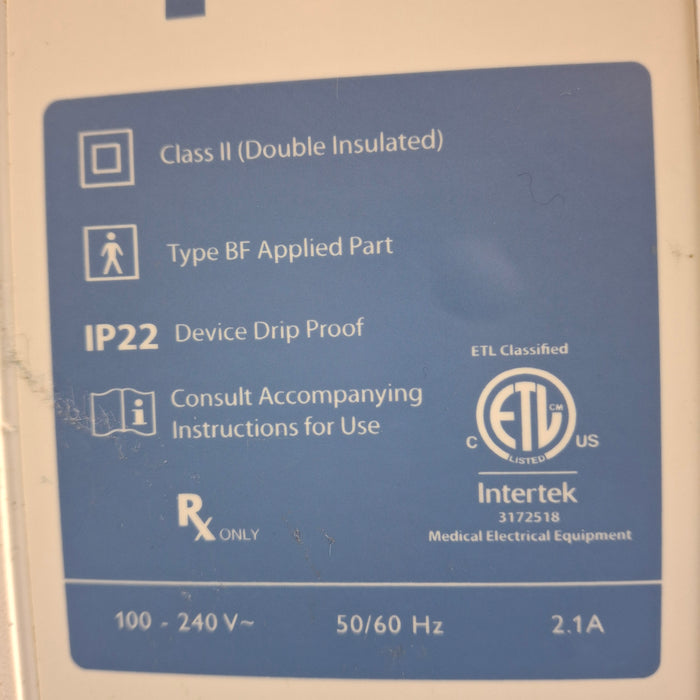 Class II (Double Insulated)
Type BF Applied Part
IP22 Device Drip Proof
i Consult Accompanying
Instructions for Use
ETL Classified
ETL CM
C US
LISTED
Intertek
3172518
Medical Electrical Equipment
Rx ONLY
100 - 240 V~ 50/60 Hz 2.1A